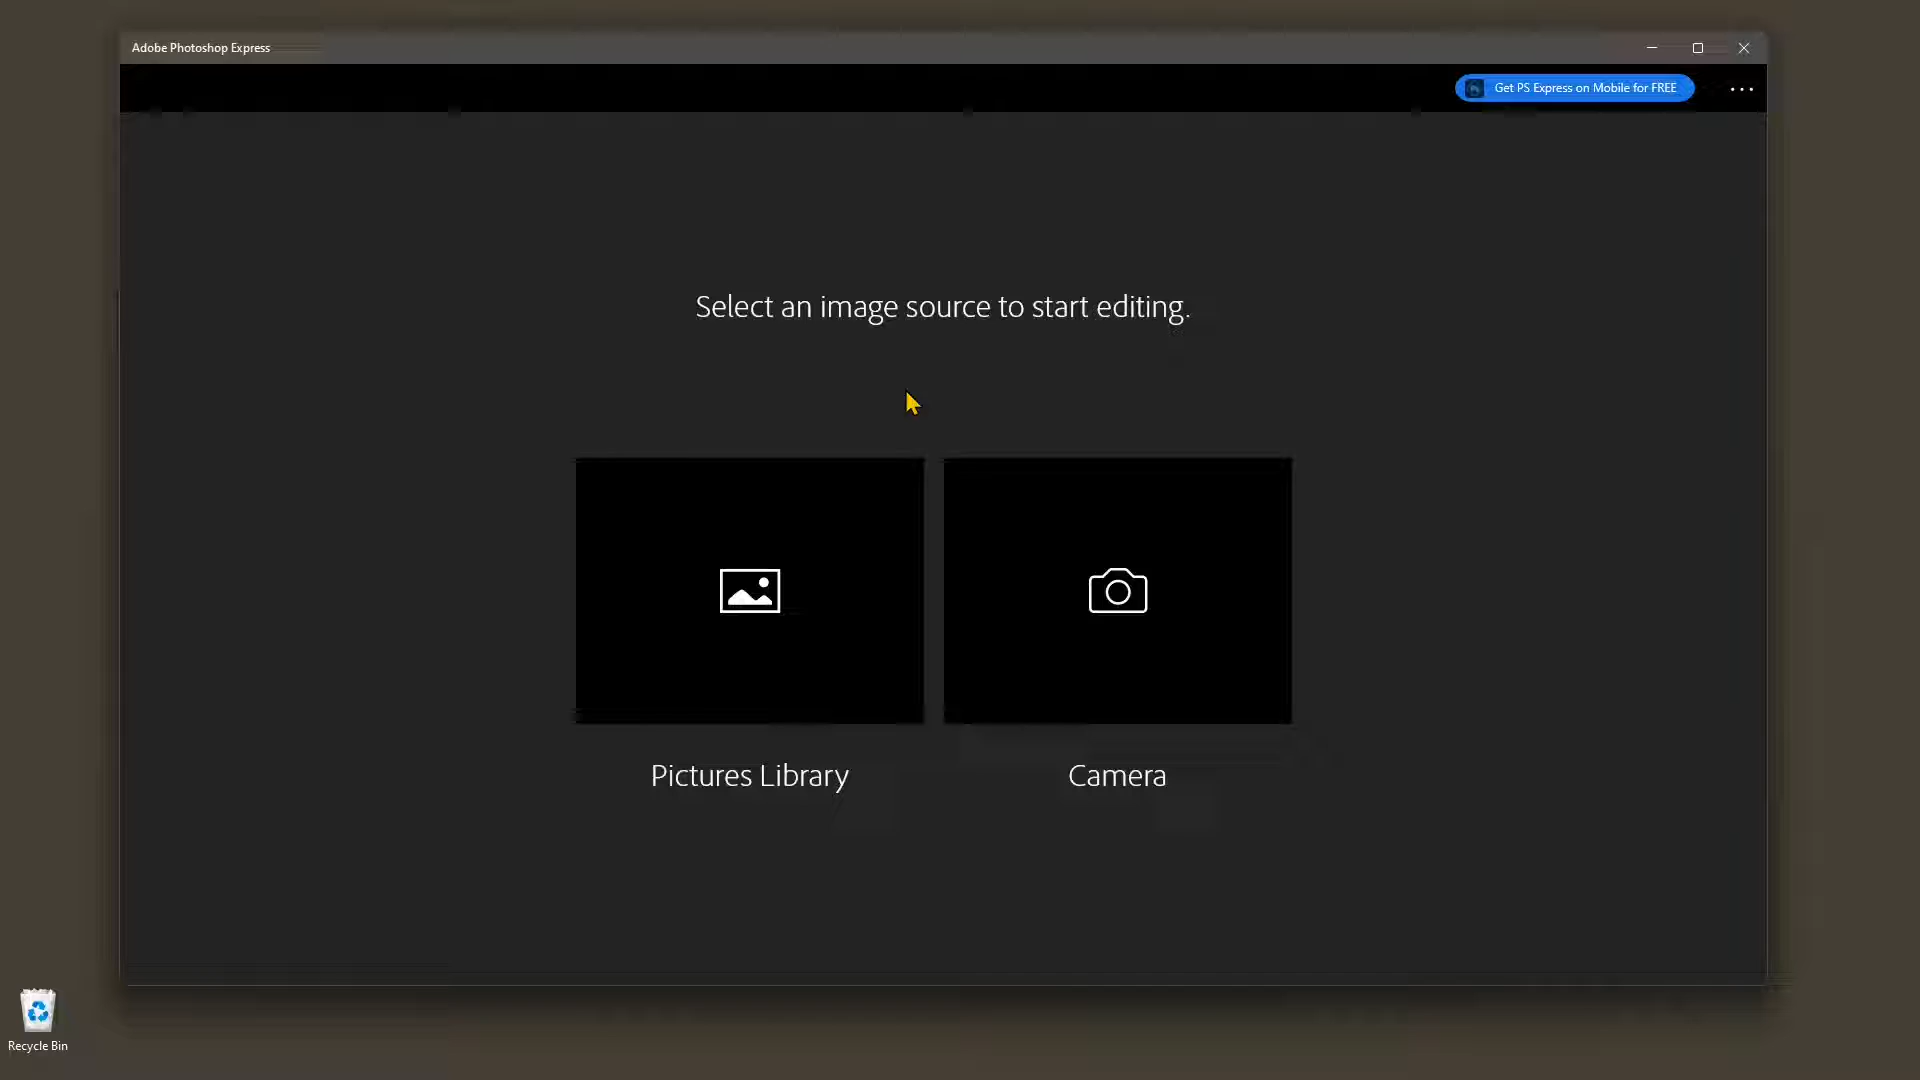 Adobe Photoshop Express
Get PS Express on Mobile for FREE
Select an image source to start editing.
Pictures Library
Camera
Recycle Bin